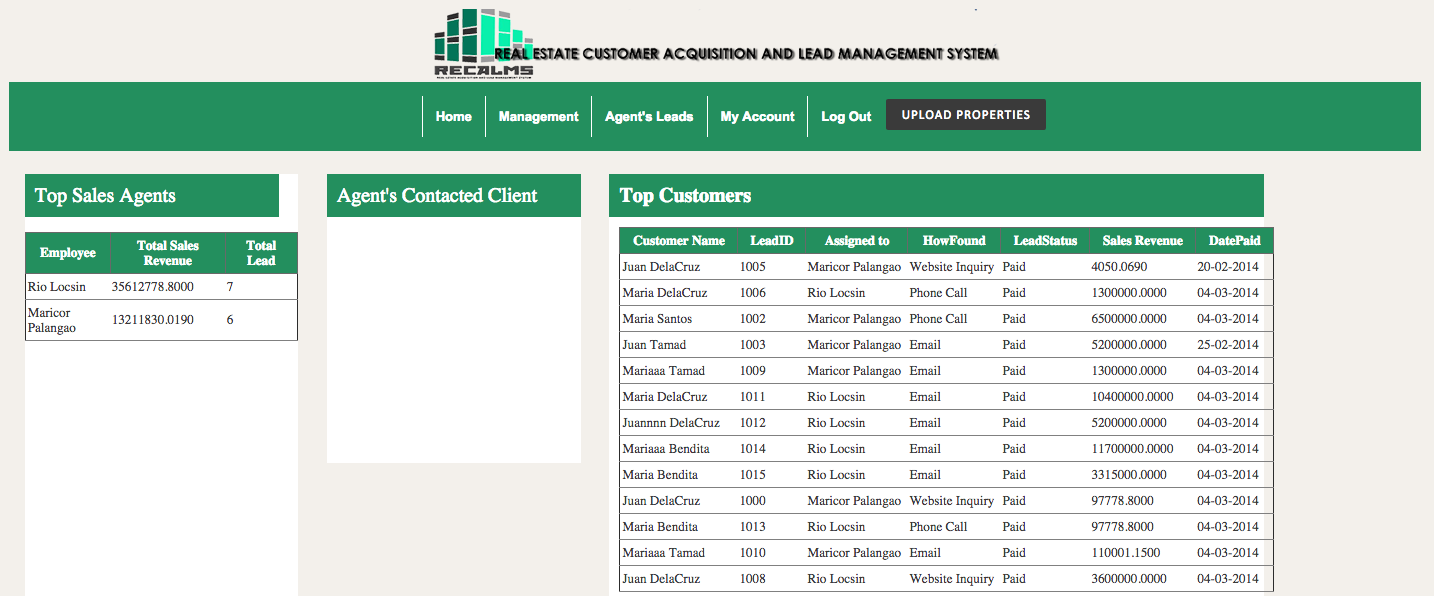 REAL ESTATE CUSTOMER ACQUISITION AND LEAD MANAGEMENT SYSTEM
RECALMS
Home Management Agent's Leads My Account Log Out UPLOAD PROPERTIES
Top Sales Agents
Employee Total Sales Revenue Total Lead
Rio Locsin 35612778.8000 7
Maricor Palangao 13211830.0190 6
Agent's Contacted Client
Top Customers
Customer Name LeadID Assigned to HowFound LeadStatus Sales Revenue DatePaid
Juan DelaCruz 1005 Maricor Palangao Website Inquiry Paid 4050.0690 20-02-2014
Maria DelaCruz 1006 Rio Locsin Phone Call Paid 1300000.0000 04-03-2014
Maria Santos 1002 Maricor Palangao Phone Call Paid 6500000.0000 04-03-2014
Juan Tamad 1003 Maricor Palangao Email Paid 5200000.0000 25-02-2014
Mariaaa Tamad 1009 Maricor Palangao Email Paid 1300000.0000 04-03-2014
Maria DelaCruz 1011 Rio Locsin Email Paid 10400000.0000 04-03-2014
Juannnn DelaCruz 1012 Rio Locsin Email Paid 5200000.0000 04-03-2014
Mariaaa Bendita 1014 Rio Locsin Email Paid 11700000.0000 04-03-2014
Maria Bendita 1015 Rio Locsin Email Paid 3315000.0000 04-03-2014
Juan DelaCruz 1000 Maricor Palangao Website Inquiry Paid 97778.8000 04-03-2014
Maria Bendita 1013 Rio Locsin Phone Call Paid 97778.8000 04-03-2014
Mariaaa Tamad 1010 Maricor Palangao Email Paid 110001.1500 04-03-2014
Juan DelaCruz 1008 Rio Locsin Website Inquiry Paid 3600000.0000 04-03-2014